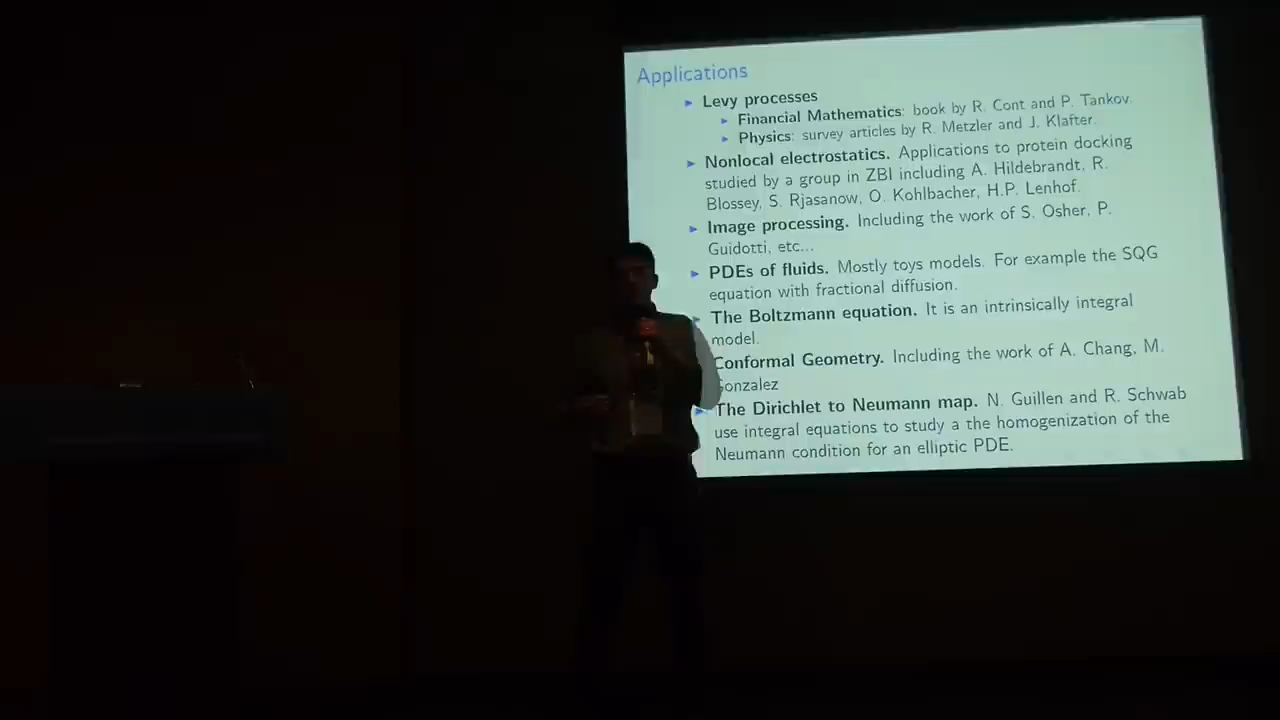 Applications
Levy processes
Financial Mathematics: book by R. Cont and P. Tankov.
Physics: survey articles by R. Metzler and J. Klafter.
Nonlocal electrostatics. Applications to protein docking
studied by a group in ZBI including A. Hildebrandt, R.
Blossey, S. Rjasanow, O. Kohlbacher, H.P. Lenhof.
Image processing. Including the work of S. Osher, P.
Guidotti, etc...
PDEs of fluids. Mostly toys models. For example the SQG
equation with fractional diffusion.
The Boltzmann equation. It is an intrinsically integral
model.
Conformal Geometry. Including the work of A. Chang, M.
Gonzalez
The Dirichlet to Neumann map. N. Guillen and R. Schwab
use integral equations to study a the homogenization of the
Neumann condition for an elliptic PDE.